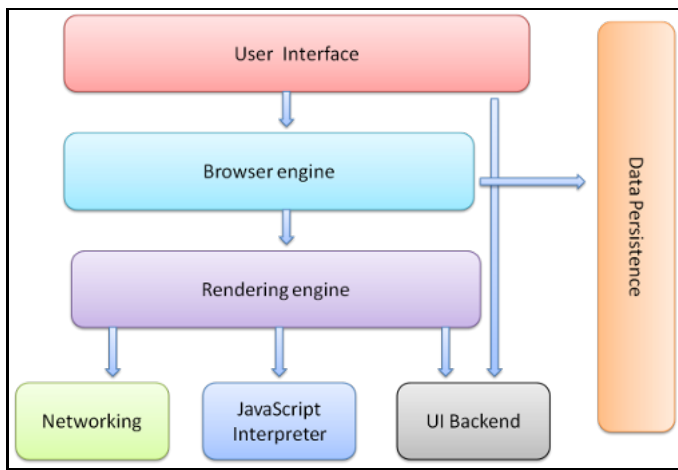 User Interface
Browser engine
Data Persistence
Rendering engine
Networking
JavaScript
Interpreter
UI Backend